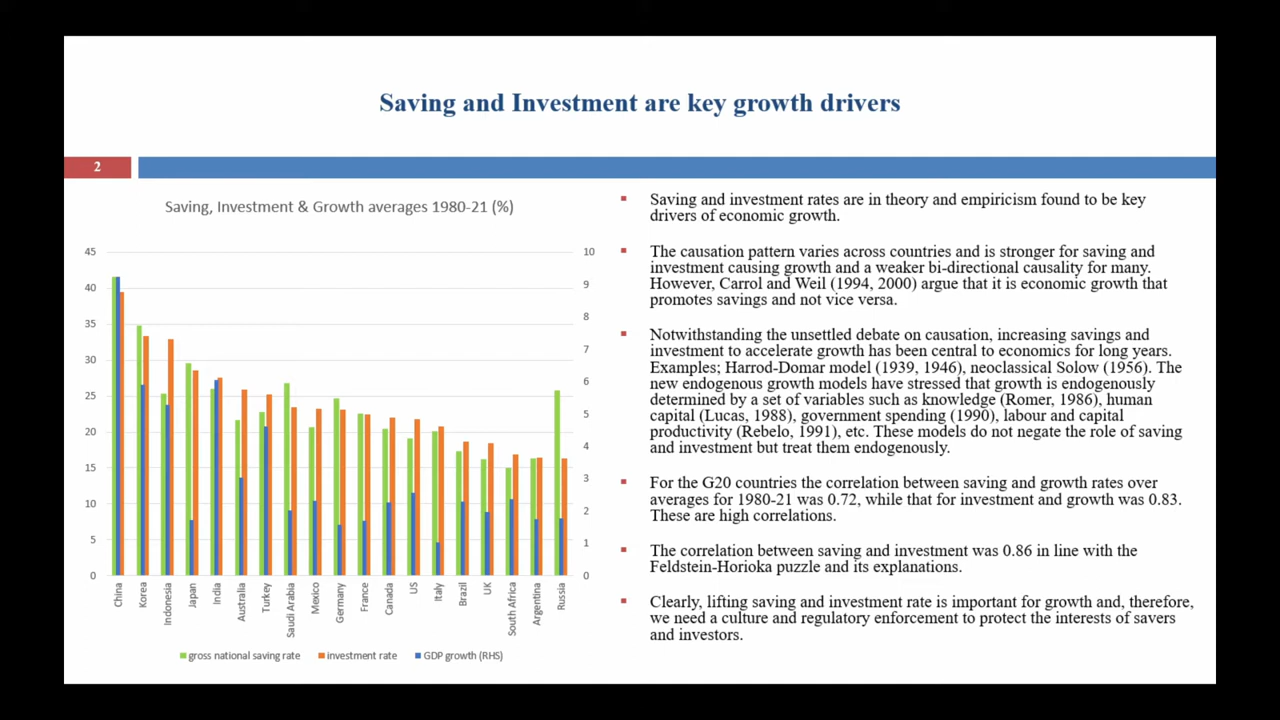 Saving and Investment are key growth drivers
2
Saving, Investment & Growth averages 1980-21 (%)
45
40
35
30
25
20
15
10
5
0
10
9
8
7
6
5
4
3
2
1
0
China
Korea
Indonesia
Japan
India
Australia
Turkey
Saudi Arabia
Mexico
Germany
France
Canada
US
Italy
Brazil
UK
South Africa
Argentina
Russia
gross national saving rate
investment rate
GDP growth (RHS)
Saving and investment rates are in theory and empiricism found to be key
drivers of economic growth.
The causation pattern varies across countries and is stronger for saving and
investment causing growth and a weaker bi-directional causality for many.
However, Carrol and Weil (1994, 2000) argue that it is economic growth that
promotes savings and not vice versa.
Notwithstanding the unsettled debate on causation, increasing savings and
investment to accelerate growth has been central to economics for long years.
Examples; Harrod-Domar model (1939, 1946), neoclassical Solow (1956). The
new endogenous growth models have stressed that growth is endogenously
determined by a set of variables such as knowledge (Romer, 1986), human
capital (Lucas, 1988), government spending (1990), labour and capital
productivity (Rebelo, 1991), etc. These models do not negate the role of saving
and investment but treat them endogenously.
For the G20 countries the correlation between saving and growth rates over
averages for 1980-21 was 0.72, while that for investment and growth was 0.83.
These are high correlations.
The correlation between saving and investment was 0.86 in line with the
Feldstein-Horioka puzzle and its explanations.
Clearly, lifting saving and investment rate is important for growth and, therefore,
we need a culture and regulatory enforcement to protect the interests of savers
and investors.